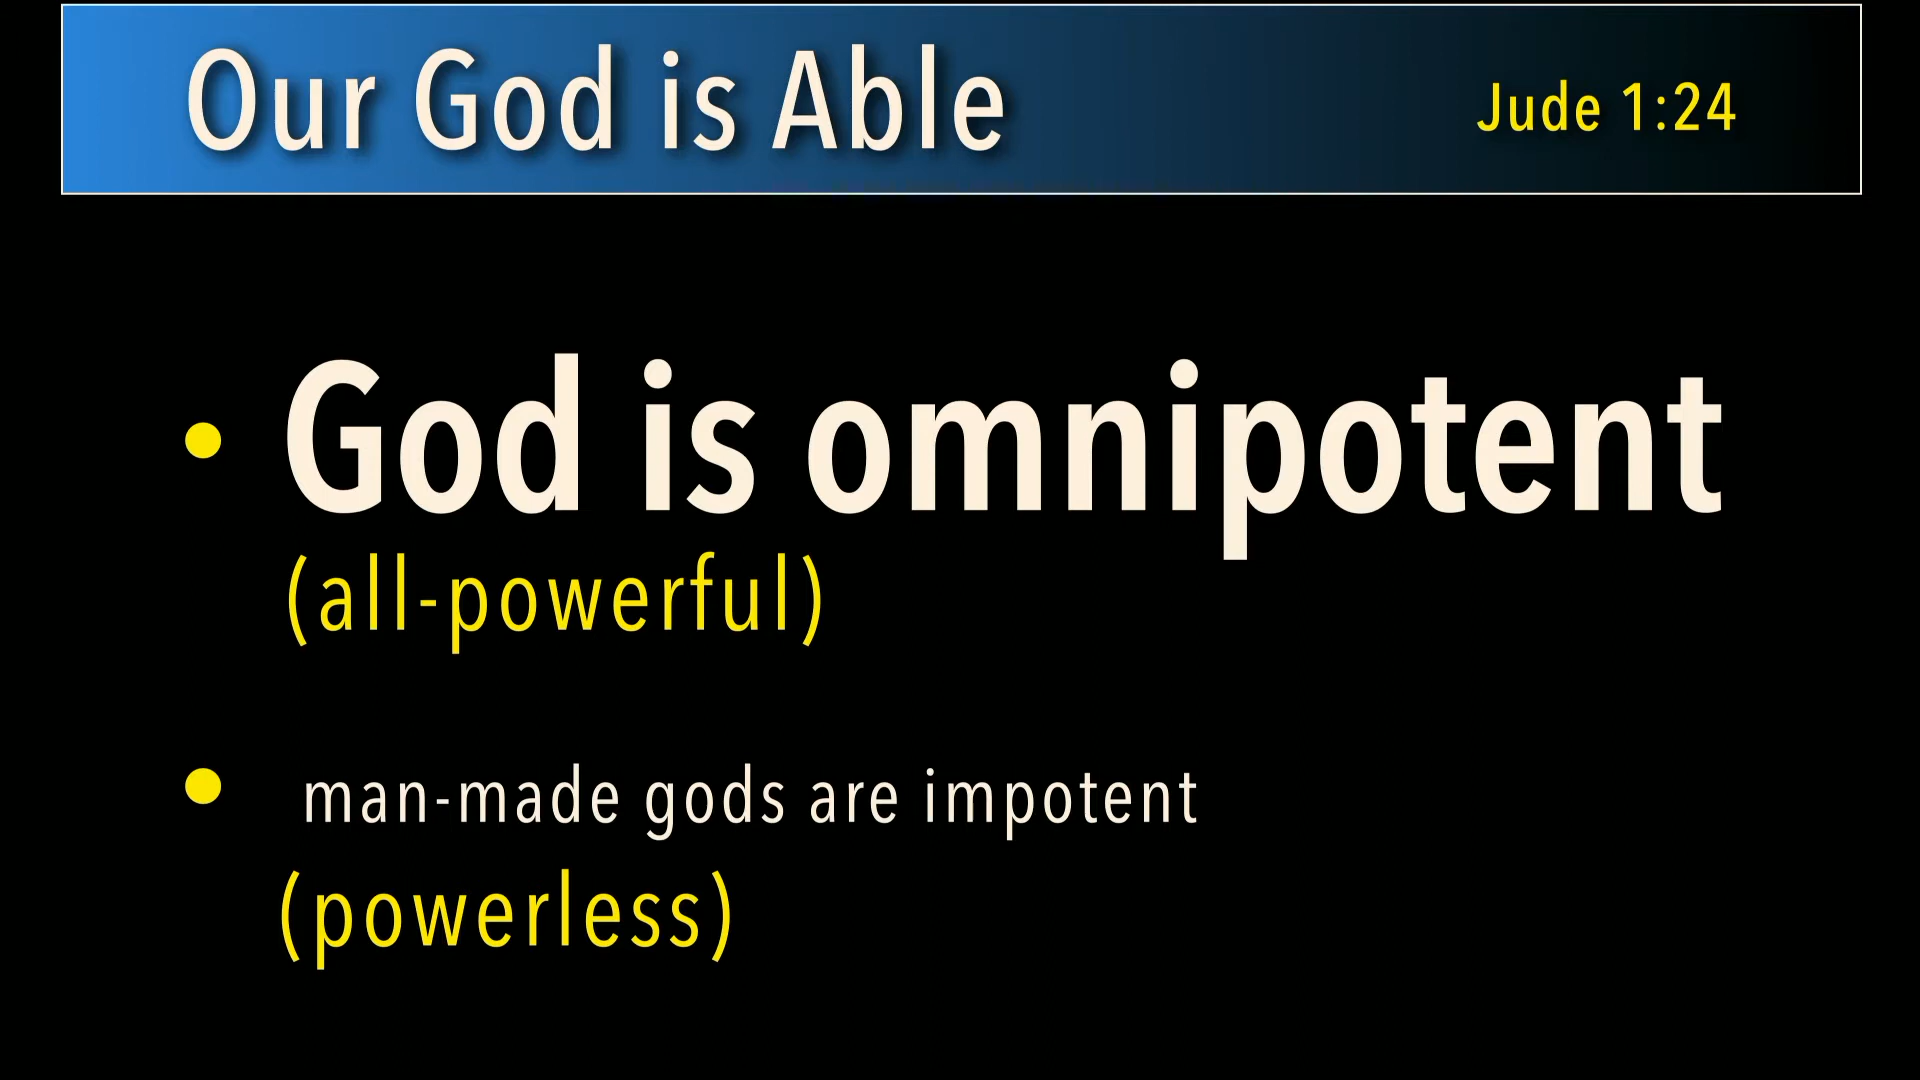 Our God is Able
Jude 1:24
• God is omnipotent
(all-powerful)
• man-made gods are impotent
(powerless)